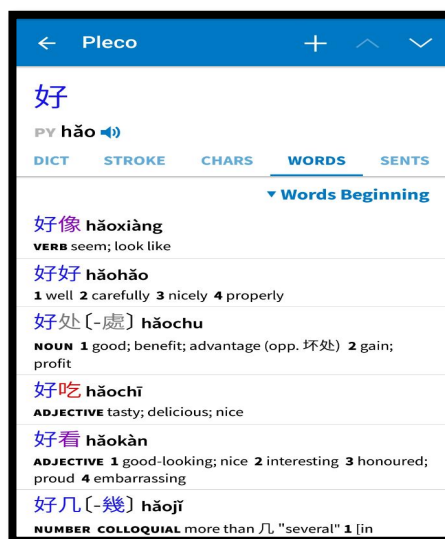 ← Pleco
好
PY hǎo
DICT STROKE CHARS WORDS SENTS
▾ Words Beginning
好像 hǎoxiàng
VERB seem; look like
好好 hǎohǎo
1 well 2 carefully 3 nicely 4 properly
好处〔-處〕 hǎochu
NOUN 1 good; benefit; advantage (opp. 坏处) 2 gain;
profit
好吃 hǎochī
ADJECTIVE tasty; delicious; nice
好看 hǎokàn
ADJECTIVE 1 good-looking; nice 2 interesting 3 honoured;
proud 4 embarrassing
好几〔-幾〕 hǎojǐ
NUMBER COLLOQUIAL more than 几 "several" 1 [in